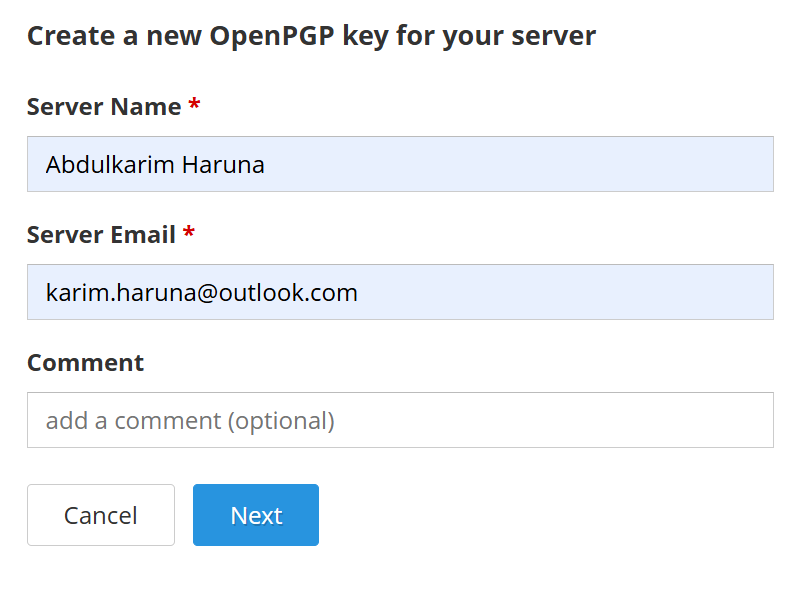 Create a new OpenPGP key for your server
Server Name *
Abdulkarim Haruna
Server Email *
karim.haruna@outlook.com
Comment
add a comment (optional)
Cancel Next